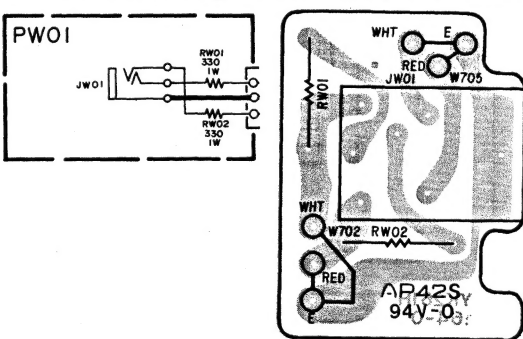 PW01
RW01
330
1W
JW01
RW02
330
1W
WHT
E
RED
JW01
W705
RW01
WHT
W702
RW02
RED
E
AP42S
94V-0